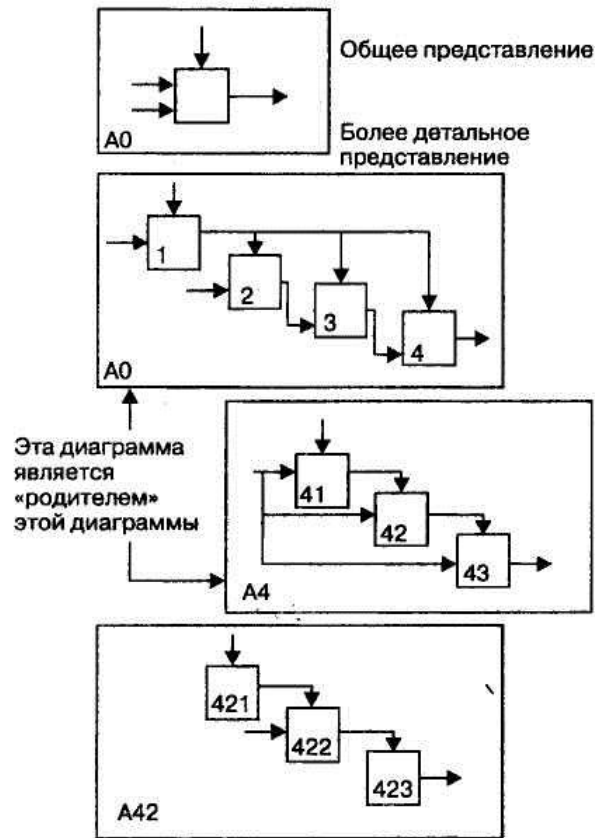 Общее представление
A0
Более детальное
представление
1
2
3
4
A0
Эта диаграмма
является
«родителем»
этой диаграммы
41
42
43
A4
421
422
423
A42